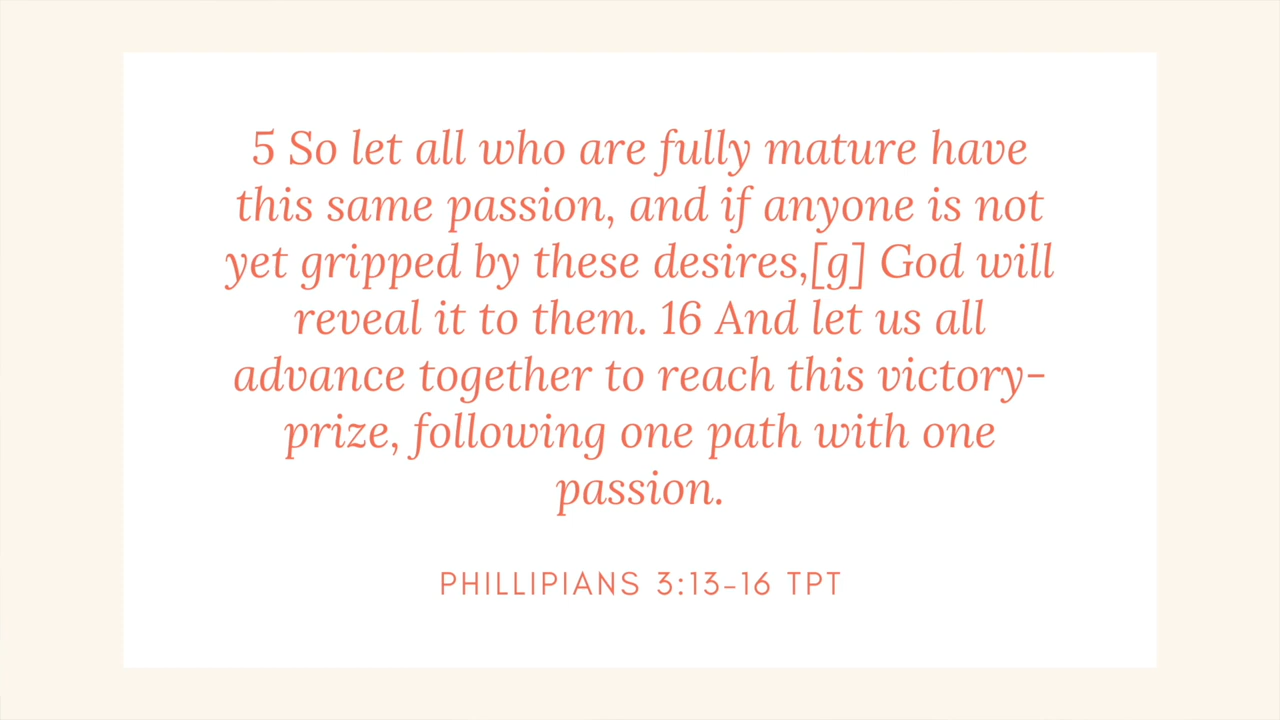 5 So let all who are fully mature have
this same passion, and if anyone is not
yet gripped by these desires,[g] God will
reveal it to them. 16 And let us all
advance together to reach this victory-
prize, following one path with one
passion.
PHILLIPIANS 3:13-16 TPT